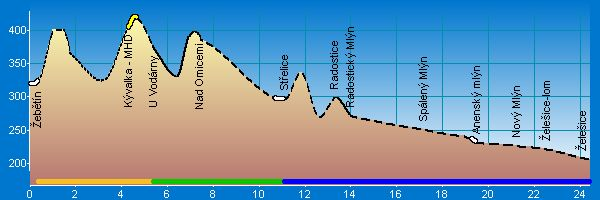 400
350
300
250
200
Žebětín
Kývalka - MHD
U Vodárny
Nad Omicemi
Střelice
Radostice
Radostický Mlýn
Spálený Mlýn
Anenský mlýn
Nový Mlýn
Želešice-lom
Želešice
0 2 4 6 8 10 12 14 16 18 20 22 24